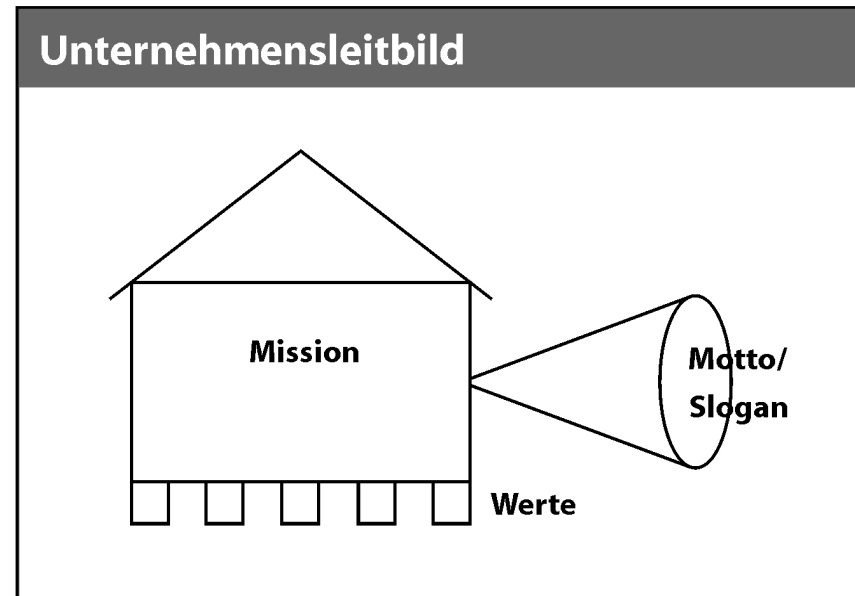 Unternehmensleitbild
Mission
Motto/
Slogan
Werte